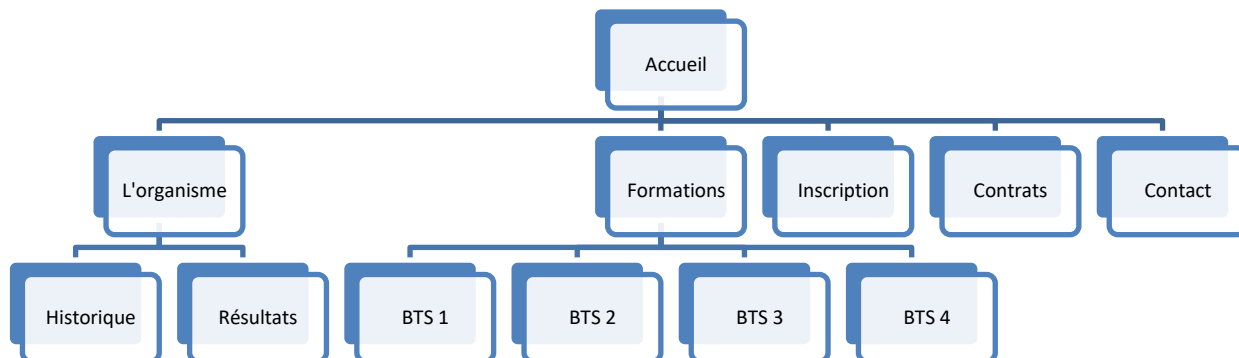 Accueil
L'organisme
Formations
Inscription
Contrats
Contact
Historique
Résultats
BTS 1
BTS 2
BTS 3
BTS 4